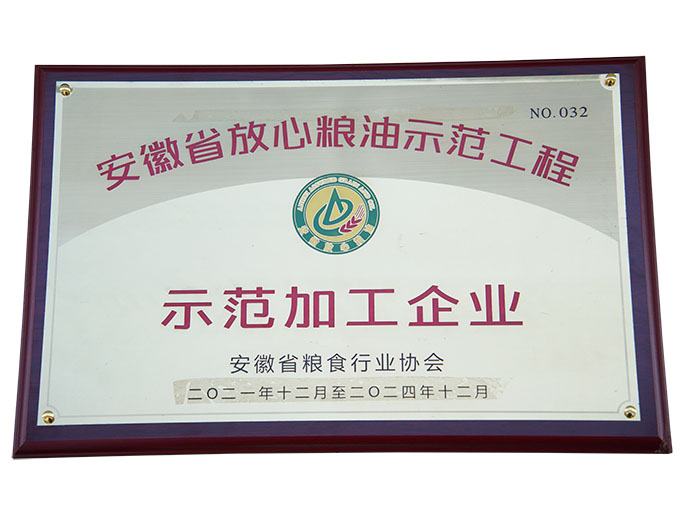 NO.032
安徽省放心粮油示范工程
示范加工企业
安徽省粮食行业协会
二〇二一年十二月至二〇二四年十二月